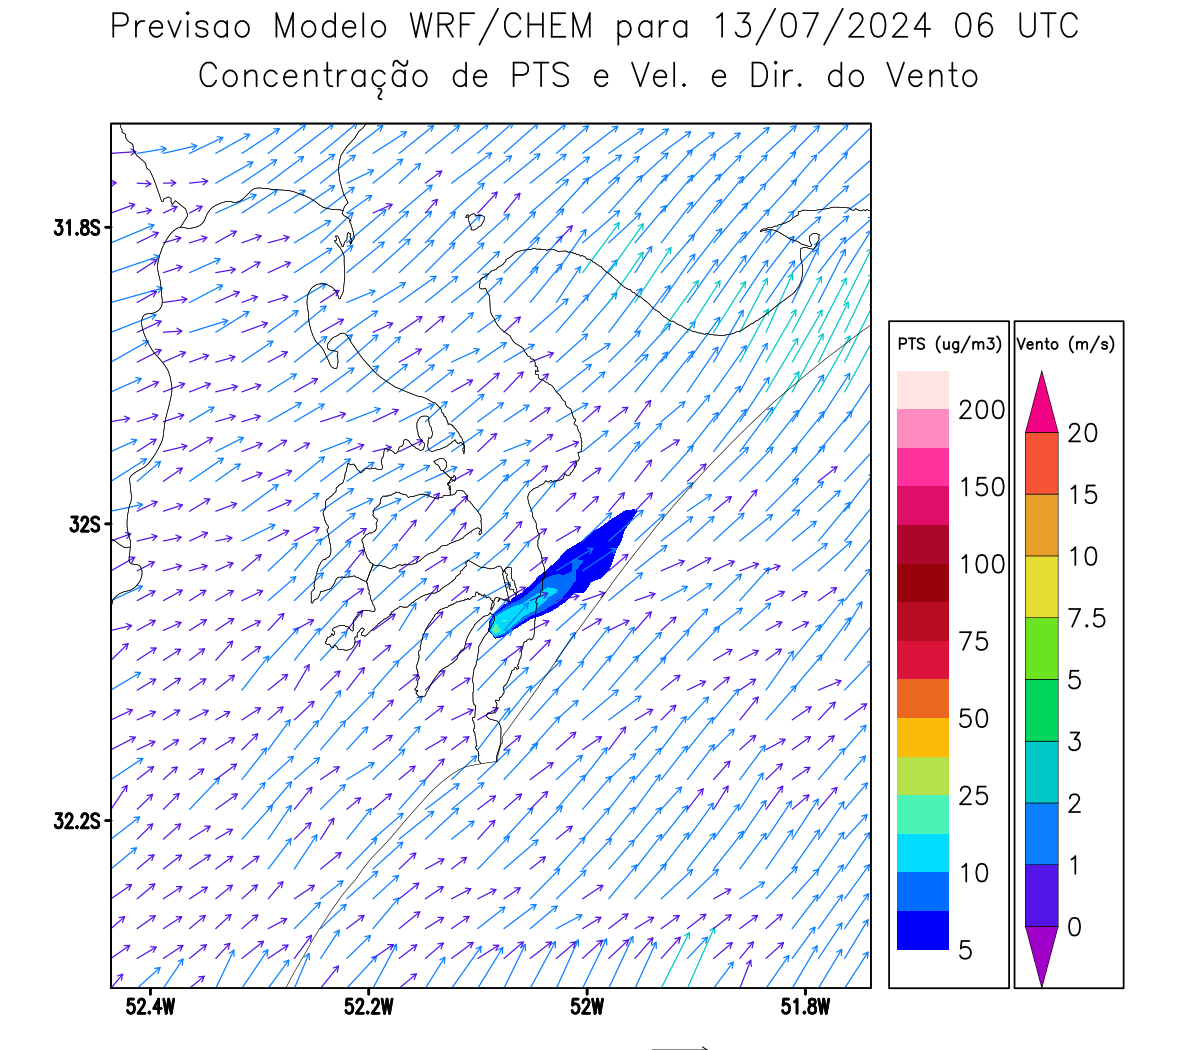 Previsao Modelo WRF/CHEM para 13/07/2024 06 UTC
Concentração de PTS e Vel. e Dir. do Vento
31.8S
32S
32.2S
52.4W 52.2W 52W 51.8W
PTS (ug/m3)
200
150
100
75
50
25
10
5
Vento (m/s)
20
15
10
7.5
5
3
2
1
0